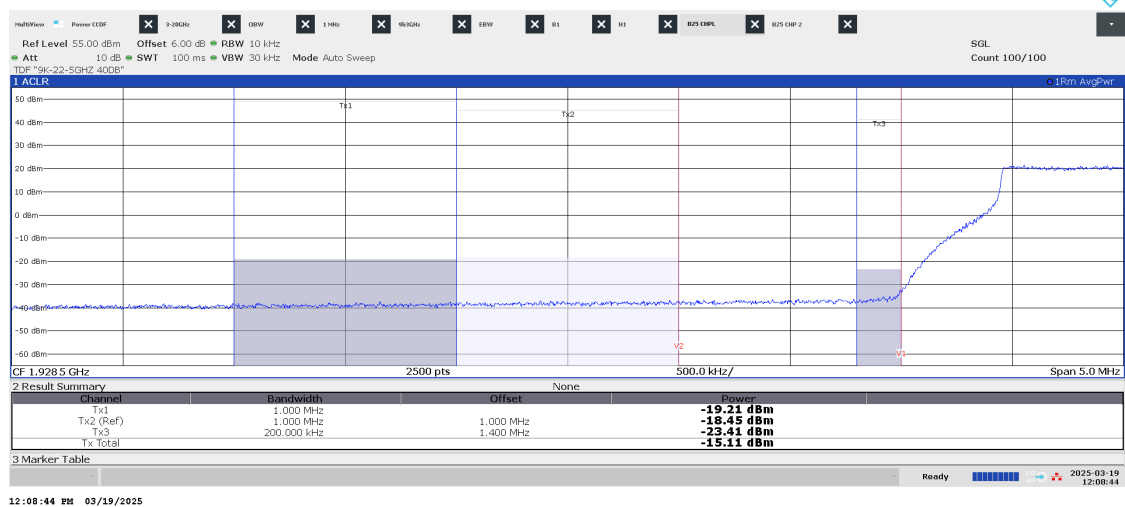 MultiView Power CCDF 3-20GHz OBW 1 MHz 9k3GHz EBW B1 H1 B25 CHPL B25 CHP 2
Ref Level 55.00 dBm Offset 6.00 dB RBW 10 kHz SGL
Att 10 dB SWT 100 ms VBW 30 kHz Mode Auto Sweep Count 100/100
TDF "9K-22-5GHZ 40DB"
1 ACLR 1Rm AvgPwr
50 dBm
Tx1
Tx2
40 dBm
Tx3
30 dBm
20 dBm
10 dBm
0 dBm
-10 dBm
-20 dBm
-30 dBm
-40 dBm
-50 dBm
V2
-60 dBm
V1
CF 1.9285 GHz 2500 pts 500.0 kHz/ Span 5.0 MHz
2 Result Summary None
Channel Bandwidth Offset Power
Tx1 1.000 MHz -19.21 dBm
Tx2 (Ref) 1.000 MHz 1.000 MHz -18.45 dBm
Tx3 200.000 kHz 1.400 MHz -23.41 dBm
Tx Total -15.11 dBm
3 Marker Table
Ready 2025-03-19
12:08:44
12:08:44 PM 03/19/2025